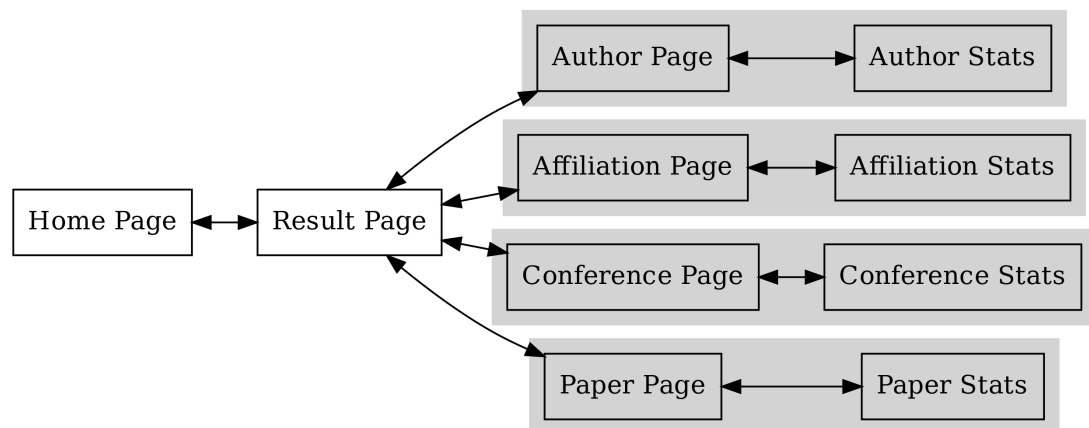 Author Page
Author Stats
Affiliation Page
Affiliation Stats
Home Page
Result Page
Conference Page
Conference Stats
Paper Page
Paper Stats